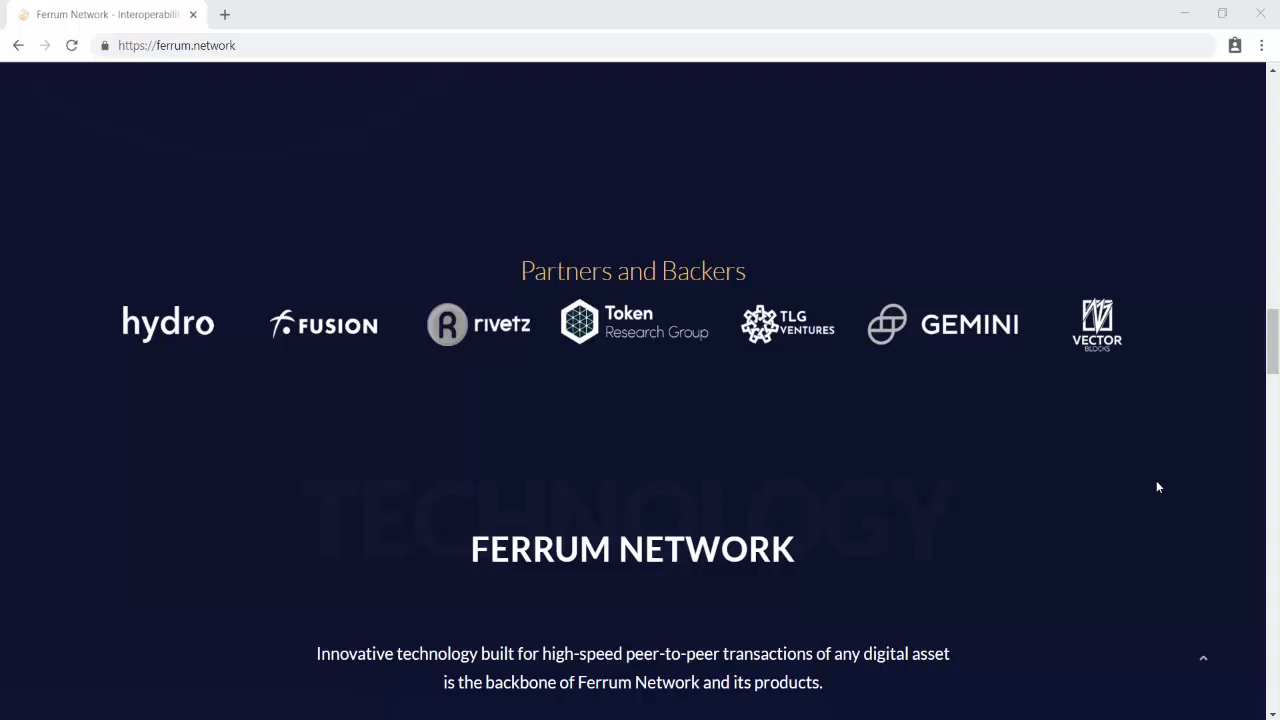 Ferrum Network - Interoperabili
https://ferrum.network
Partners and Backers
hydro
FUSION
R rivetz
Token
Research Group
TLG
VENTURES
GEMINI
VECTOR
BLOCKS
TECHNOLOGY
FERRUM NETWORK
Innovative technology built for high-speed peer-to-peer transactions of any digital asset
is the backbone of Ferrum Network and its products.